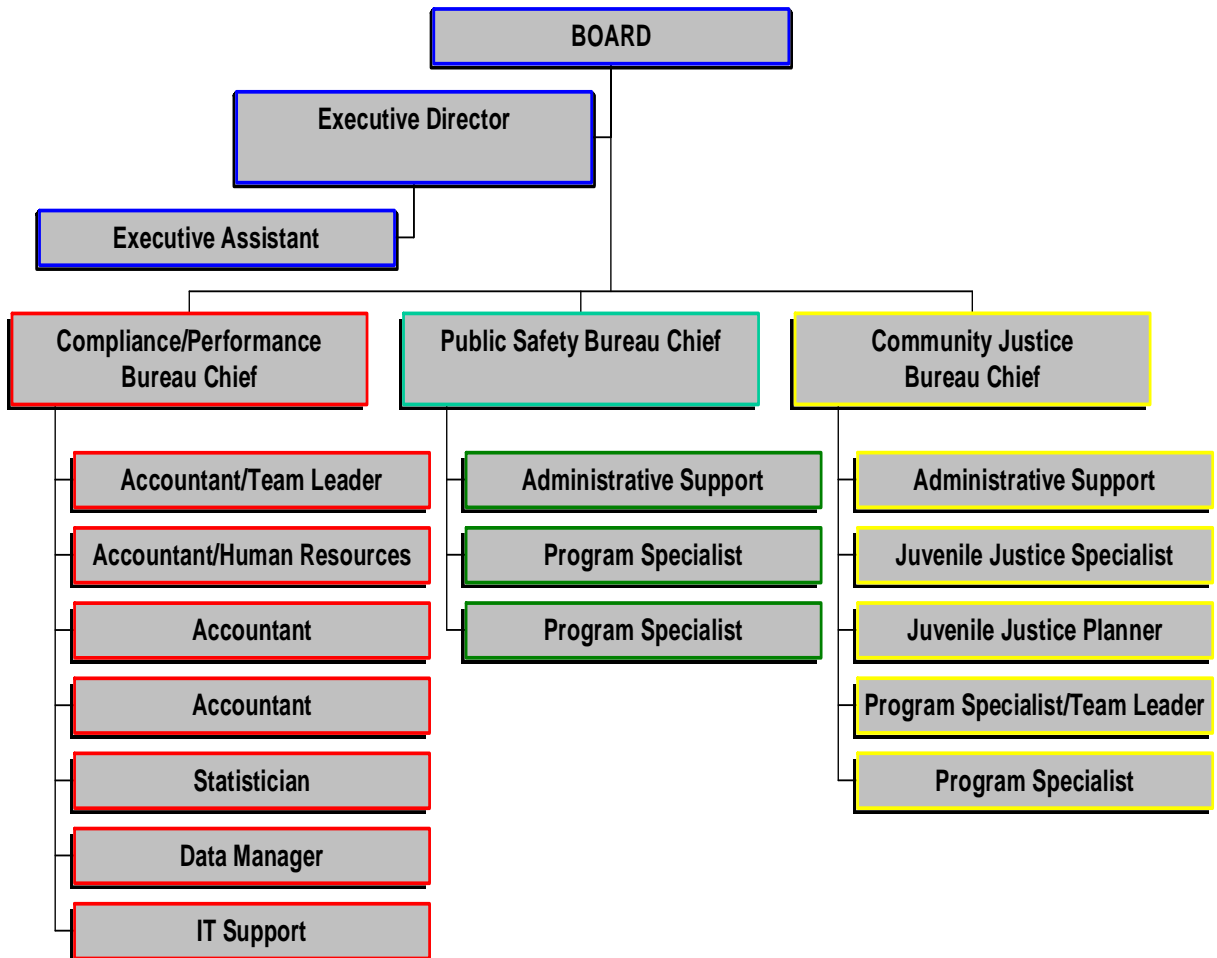 BOARD
Executive Director
Executive Assistant
Compliance/Performance
Bureau Chief
Accountant/Team Leader
Accountant/Human Resources
Accountant
Accountant
Statistician
Data Manager
IT Support
Public Safety Bureau Chief
Administrative Support
Program Specialist
Program Specialist
Community Justice
Bureau Chief
Administrative Support
Juvenile Justice Specialist
Juvenile Justice Planner
Program Specialist/Team Leader
Program Specialist